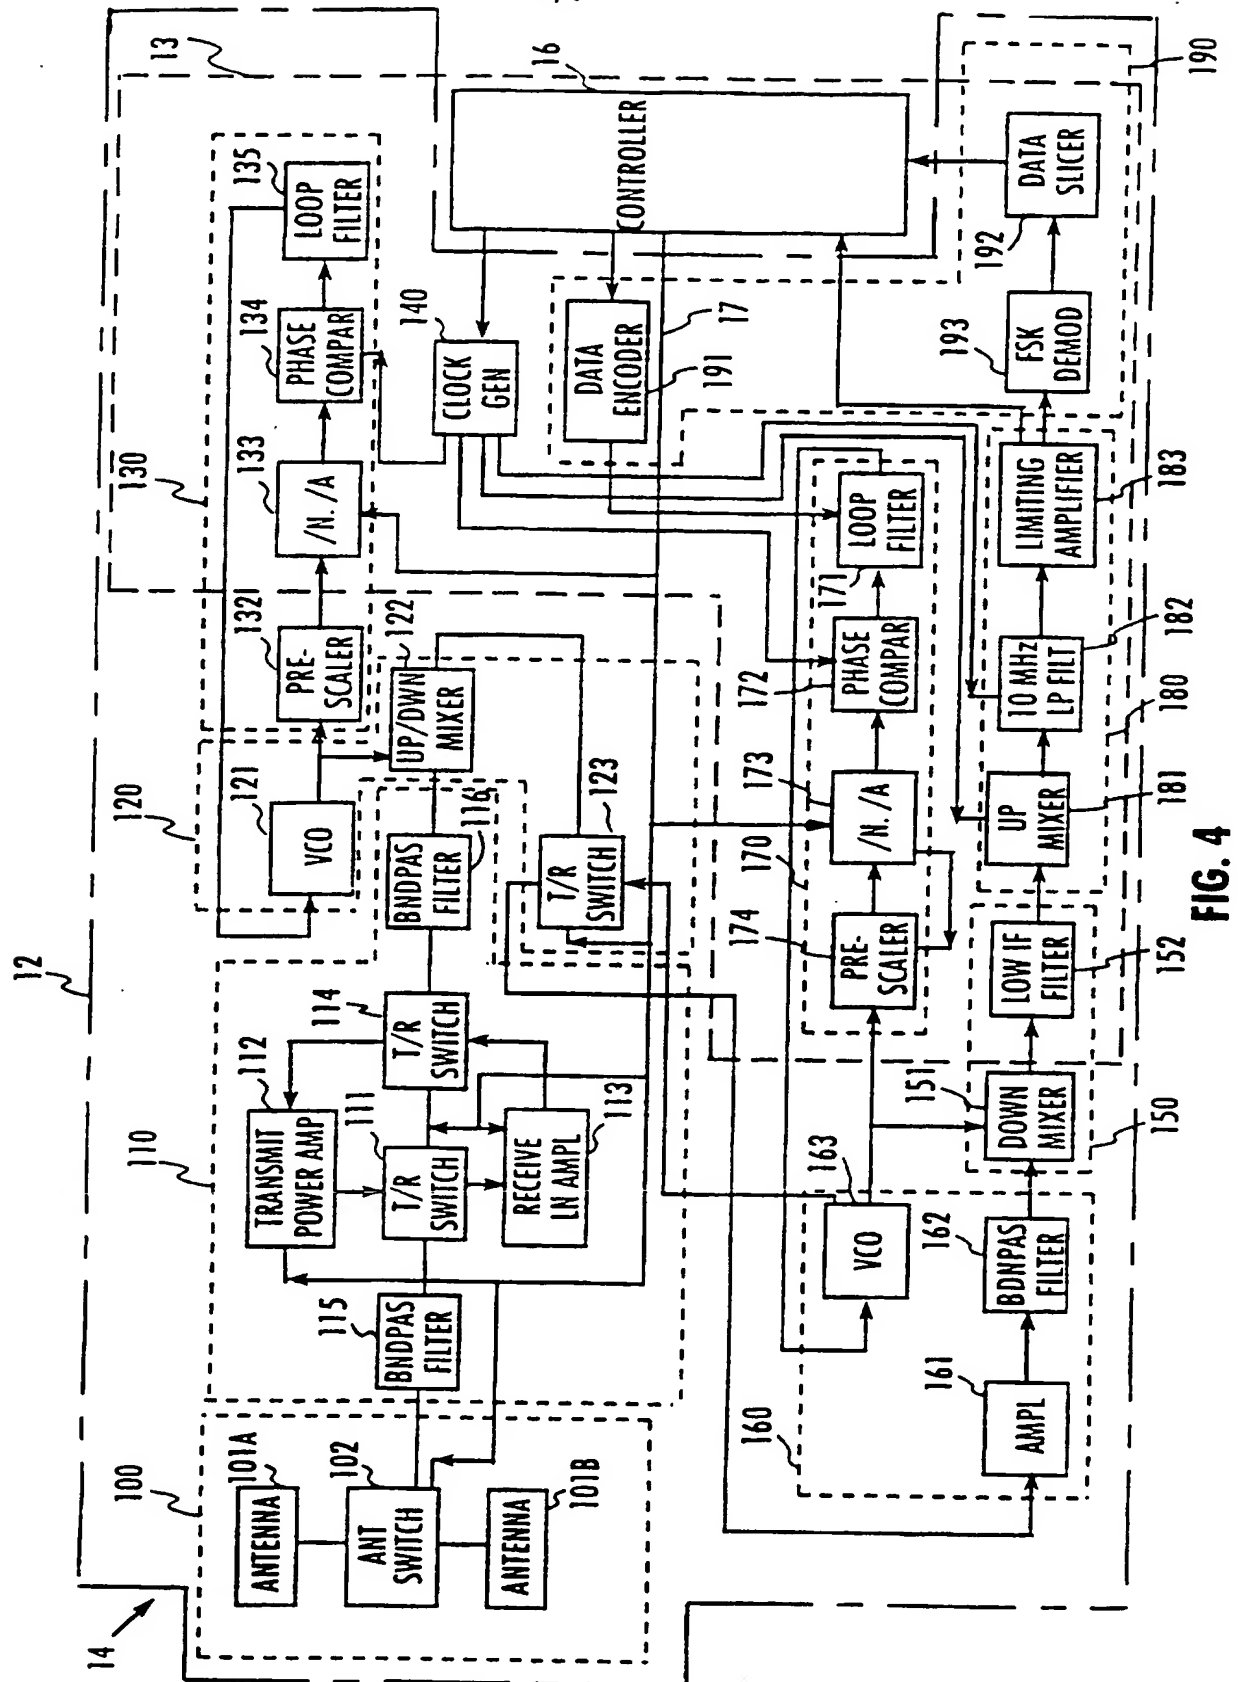 12
13
14
100
ANTENNA
101A
ANT
SWITCH
102
ANTENNA
101B
110
TRANSMIT
POWER AMP
112
BNDPAS
FILTER
115
T/R
SWITCH
111
RECEIVE
LN AMPL
113
T/R
SWITCH
114
BNDPAS
FILTER
116
120
VCO
121
UP/DWN
MIXER
122
T/R
SWITCH
123
130
PRE-
SCALER
132
/N./A
133
PHASE
COMPAR
134
LOOP
FILTER
135
CLOCK
GEN
140
CONTROLLER
16
DATA
ENCODER
191
17
160
AMPL
161
BDNPAS
FILTER
162
VCO
163
150
DOWN
MIXER
151
LOW IF
FILTER
152
170
PRE-
SCALER
174
/N./A
173
PHASE
COMPAR
172
LOOP
FILTER
171
180
UP
MIXER
181
10 MHz
LP FILT
182
LIMITING
AMPLIFIER
183
190
FSK
DEMOD
193
DATA
SLICER
192
FIG. 4